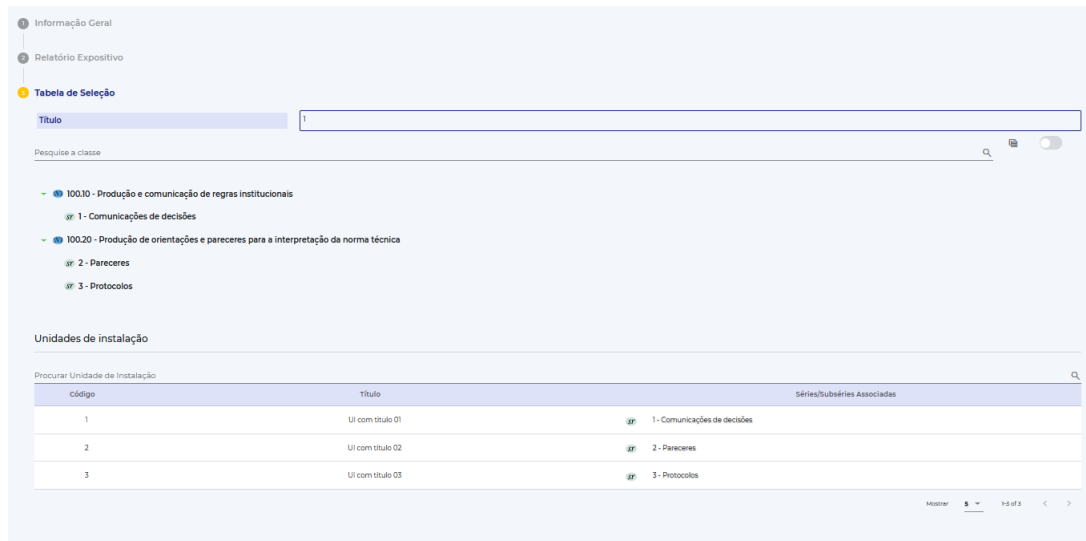 1 Informação Geral
2 Relatório Expositivo
3 Tabela de Seleção
Título 1
Pesquise a classe
100.10 - Produção e comunicação de regras institucionais
ST 1 - Comunicações de decisões
100.20 - Produção de orientações e pareceres para a interpretação da norma técnica
ST 2 - Pareceres
ST 3 - Protocolos
Unidades de instalação
Procurar Unidade de Instalação
Código Título Séries/Subséries Associadas
1 UI com titulo 01 ST 1 - Comunicações de decisões
2 UI com titulo 02 ST 2 - Pareceres
3 UI com titulo 03 ST 3 - Protocolos
Mostrar 5 1-3 of 3